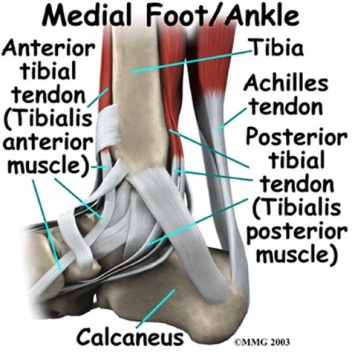 Medial Foot/Ankle
Anterior
tibial
tendon
(Tibialis
anterior
muscle)
Tibia
Achilles
tendon
Posterior
tibial
tendon
(Tibialis
posterior
muscle)
Calcaneus
©MMG 2003